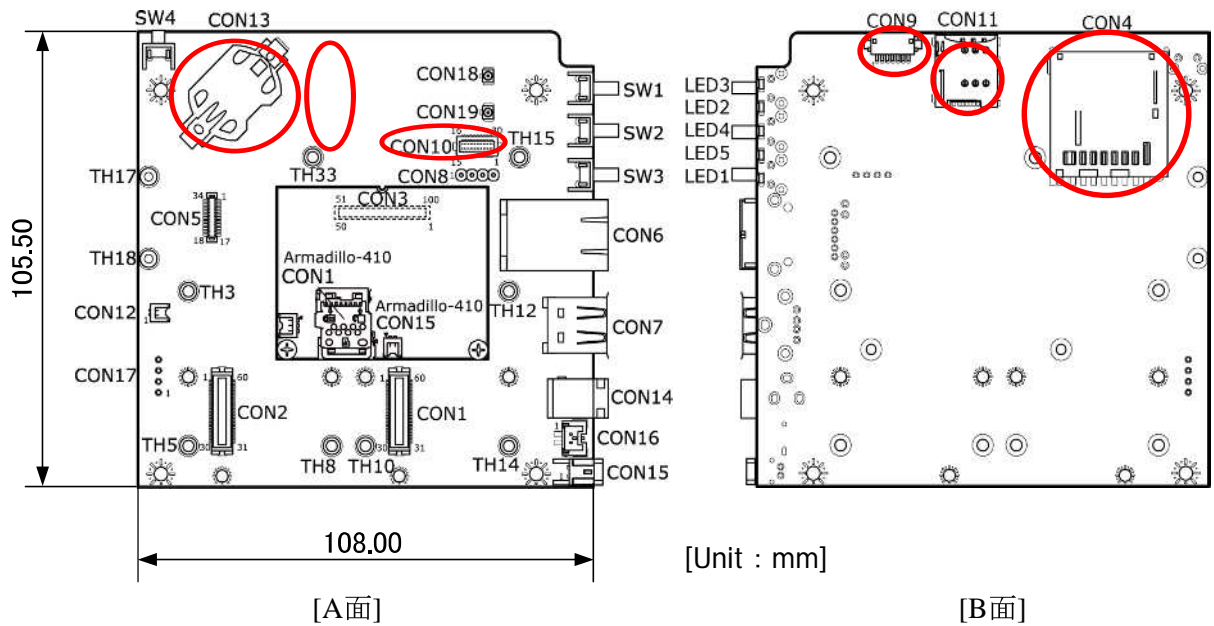 SW4 CON13
CON18
CON19
16 30
CON10
15 1
CON8 1
TH15
TH33
SW1
SW2
SW3
TH17
34 1
CON5
18 17
51 100
CON3
50 1
CON6
TH18
Armadillo-410
CON1
Armadillo-410
CON15
TH3
TH12
CON12
1
CON7
CON17
1
1 60
CON2
30 31
1 60
CON1
30 31
CON14
1
CON16
TH5
TH8 TH10
TH14
1
CON15
105.50
108.00
[A面]
CON9 CON11 CON4
LED3
LED2
LED4
LED5
LED1
[Unit : mm]
[B面]